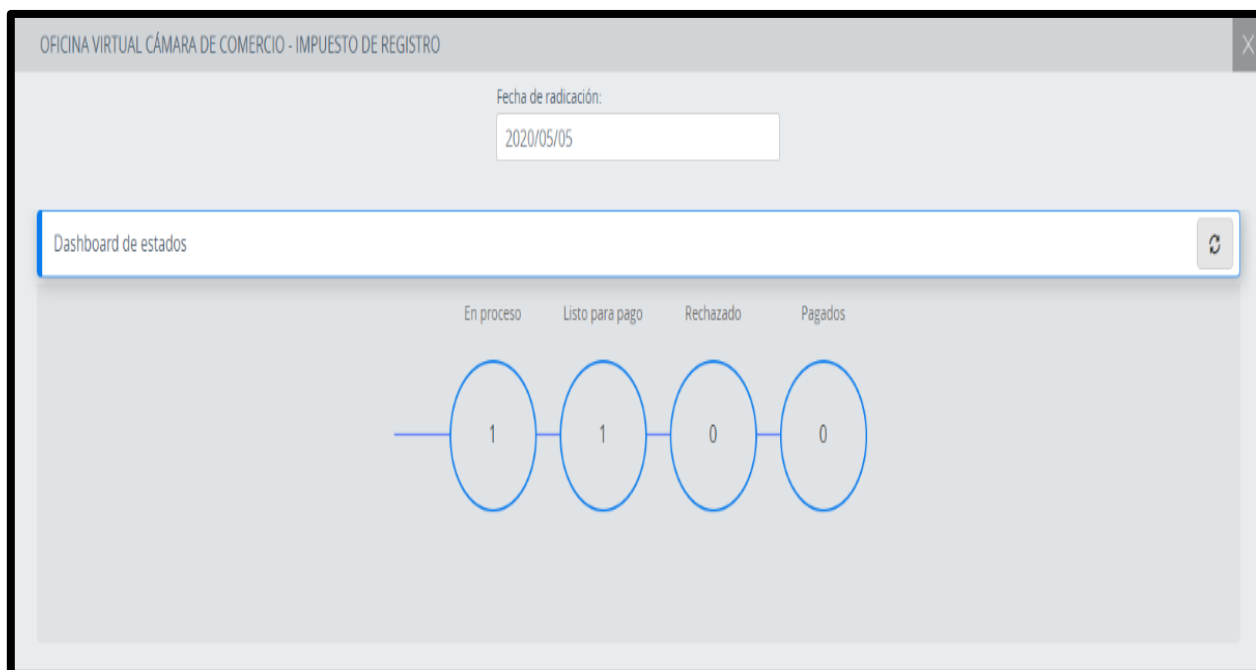 OFICINA VIRTUAL CÁMARA DE COMERCIO - IMPUESTO DE REGISTRO X
Fecha de radicación:
2020/05/05
Dashboard de estados
En proceso Listo para pago Rechazado Pagados
1 1 0 0